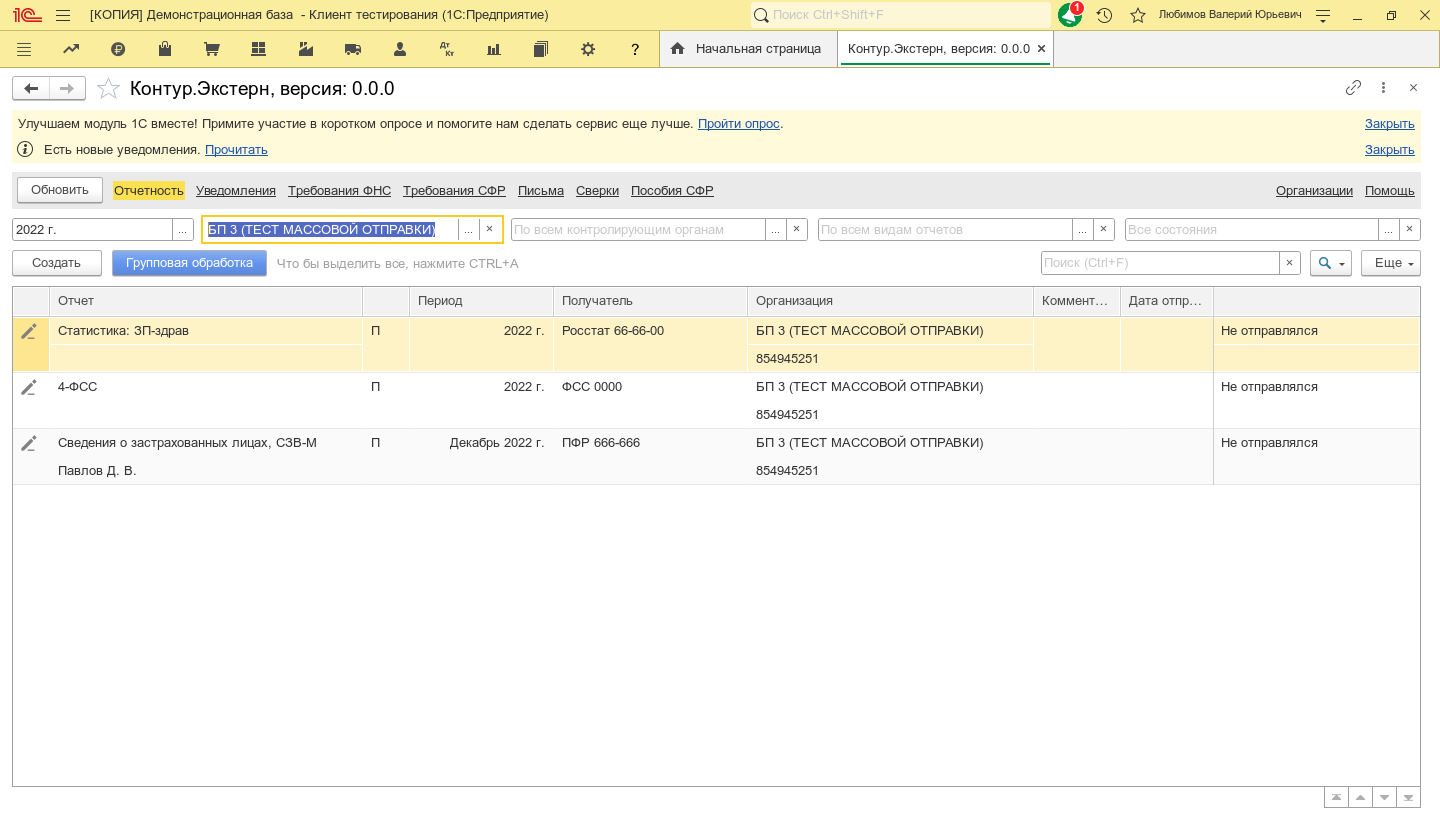 [КОПИЯ] Демонстрационная база - Клиент тестирования (1С:Предприятие) Поиск Ctrl+Shift+F 1 Любимов Валерий Юрьевич
Дт Кт ? Начальная страница Контур.Экстерн, версия: 0.0.0
Контур.Экстерн, версия: 0.0.0
Улучшаем модуль 1С вместе! Примите участие в коротком опросе и помогите нам сделать сервис еще лучше. Пройти опрос. Закрыть
Есть новые уведомления. Прочитать Закрыть
Обновить Отчетность Уведомления Требования ФНС Требования СФР Письма Сверки Пособия СФР Организации Помощь
2022 г. ... БП 3 (ТЕСТ МАССОВОЙ ОТПРАВКИ) ... × По всем контролирующим органам ... × По всем видам отчетов ... × Все состояния ... ×
Создать Групповая обработка Что бы выделить все, нажмите CTRL+A Поиск (Ctrl+F) × Еще
Отчет Период Получатель Организация Коммент… Дата отпр…
Статистика: ЗП-здрав П 2022 г. Росстат 66-66-00 БП 3 (ТЕСТ МАССОВОЙ ОТПРАВКИ) Не отправлялся
854945251
4-ФСС П 2022 г. ФСС 0000 БП 3 (ТЕСТ МАССОВОЙ ОТПРАВКИ) Не отправлялся
854945251
Сведения о застрахованных лицах, СЗВ-М П Декабрь 2022 г. ПФР 666-666 БП 3 (ТЕСТ МАССОВОЙ ОТПРАВКИ) Не отправлялся
Павлов Д. В. 854945251